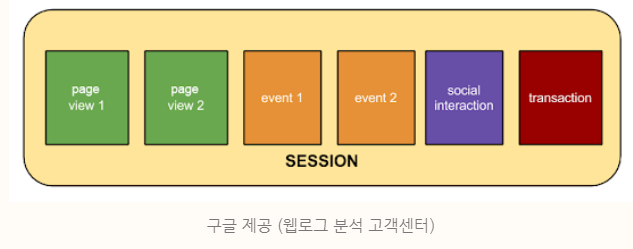 page
view 1
page
view 2
event 1
event 2
social
interaction
transaction
SESSION
구글 제공 (웹로그 분석 고객센터)